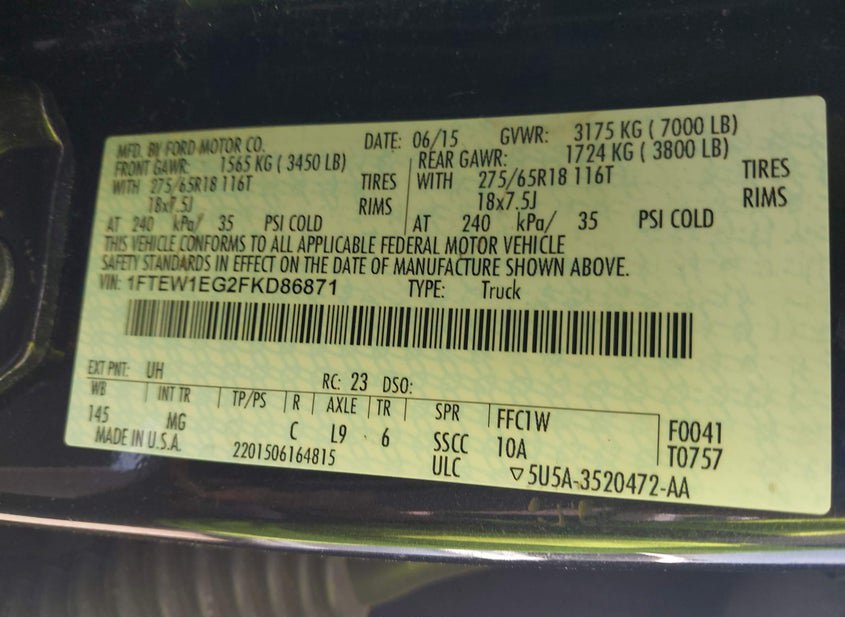 MFD. BY FORD MOTOR CO. DATE: 06/15 GVWR: 3175 KG ( 7000 LB)
FRONT GAWR: 1565 KG ( 3450 LB) REAR GAWR: 1724 KG ( 3800 LB)
WITH 275/65R18 116T TIRES WITH 275/65R18 116T TIRES
18x7.5J RIMS 18x7.5J RIMS
AT 240 kPa/ 35 PSI COLD AT 240 kPa/ 35 PSI COLD
THIS VEHICLE CONFORMS TO ALL APPLICABLE FEDERAL MOTOR VEHICLE
SAFETY STANDARDS IN EFFECT ON THE DATE OF MANUFACTURE SHOWN ABOVE.
VIN: 1FTEW1EG2FKD86871 TYPE: Truck
EXT PNT: UH RC: 23 DSO:
WB INT TR TP/PS R AXLE TR SPR FFC1W F0041
145 MG C L9 6 SSCC 10A T0757
MADE IN U.S.A. 2201506164815 ULC ▽5U5A-3520472-AA